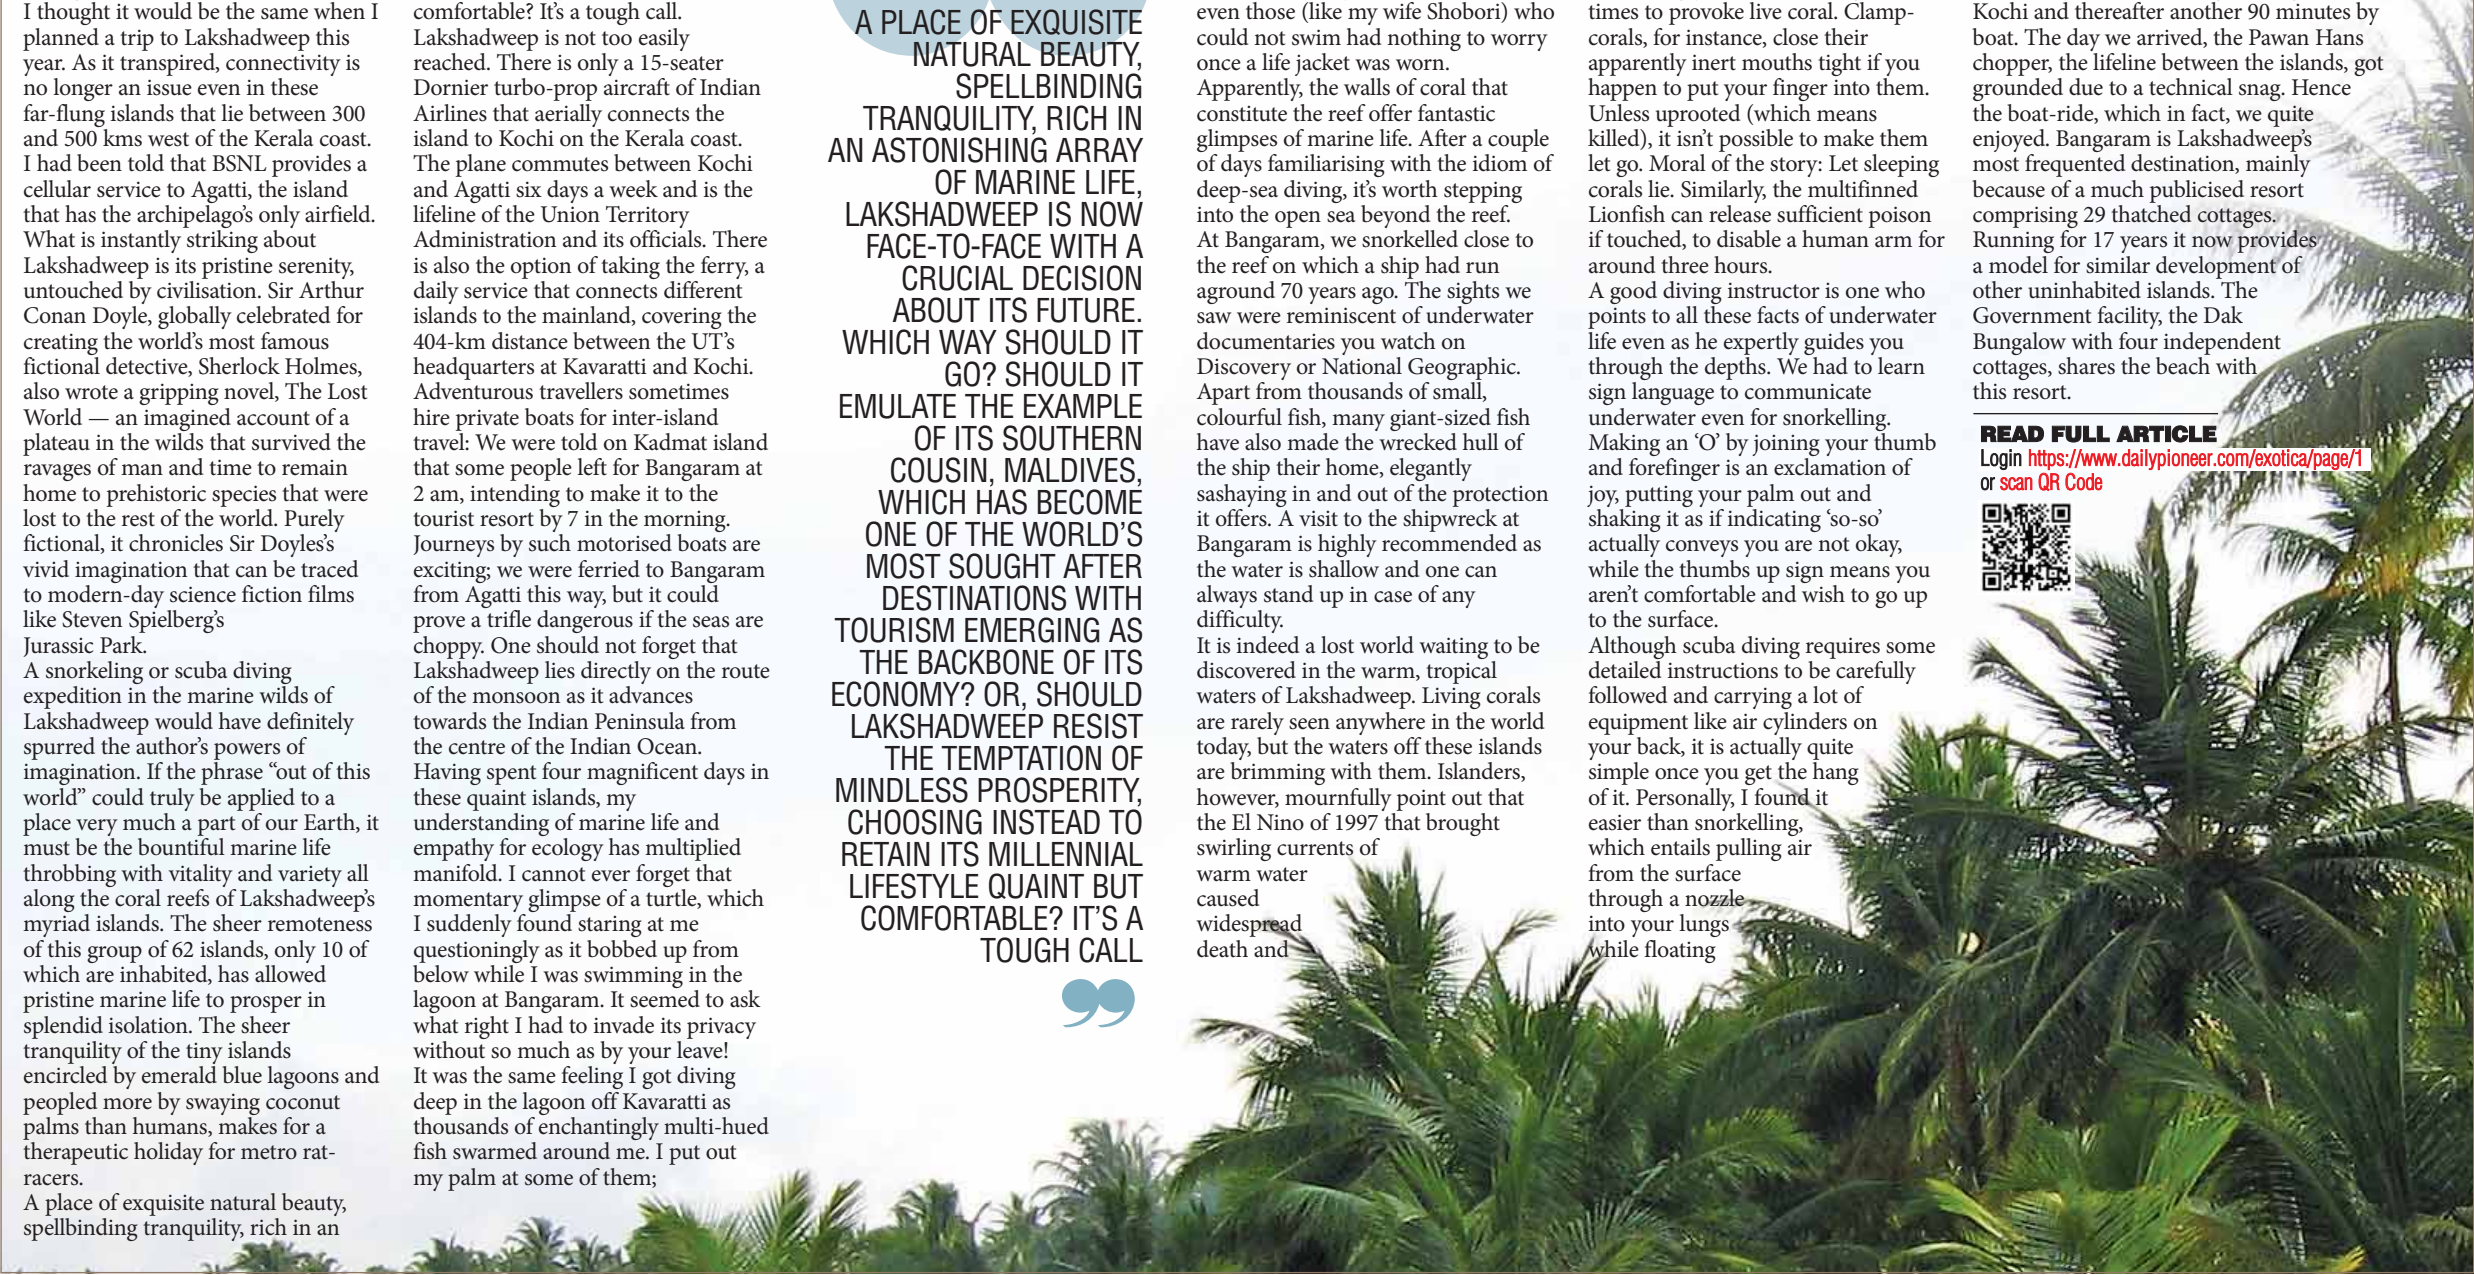 I thought it would be the same when I
planned a trip to Lakshadweep this
year. As it transpired, connectivity is
no longer an issue even in these
far-flung islands that lie between 300
and 500 kms west of the Kerala coast.
I had been told that BSNL provides a
cellular service to Agatti, the island
that has the archipelago's only airfield.
What is instantly striking about
Lakshadweep is its pristine serenity,
untouched by civilisation. Sir Arthur
Conan Doyle, globally celebrated for
creating the world's most famous
fictional detective, Sherlock Holmes,
also wrote a gripping novel, The Lost
World — an imagined account of a
plateau in the wilds that survived the
ravages of man and time to remain
home to prehistoric species that were
lost to the rest of the world. Purely
fictional, it chronicles Sir Doyles's
vivid imagination that can be traced
to modern-day science fiction films
like Steven Spielberg's
Jurassic Park.
A snorkeling or scuba diving
expedition in the marine wilds of
Lakshadweep would have definitely
spurred the author's powers of
imagination. If the phrase “out of this
world” could truly be applied to a
place very much a part of our Earth, it
must be the bountiful marine life
throbbing with vitality and variety all
along the coral reefs of Lakshadweep's
myriad islands. The sheer remoteness
of this group of 62 islands, only 10 of
which are inhabited, has allowed
pristine marine life to prosper in
splendid isolation. The sheer
tranquility of the tiny islands
encircled by emerald blue lagoons and
peopled more by swaying coconut
palms than humans, makes for a
therapeutic holiday for metro rat-
racers.
A place of exquisite natural beauty,
spellbinding tranquility, rich in an
comfortable? It's a tough call.
Lakshadweep is not too easily
reached. There is only a 15-seater
Dornier turbo-prop aircraft of Indian
Airlines that aerially connects the
island to Kochi on the Kerala coast.
The plane commutes between Kochi
and Agatti six days a week and is the
lifeline of the Union Territory
Administration and its officials. There
is also the option of taking the ferry, a
daily service that connects different
islands to the mainland, covering the
404-km distance between the UT's
headquarters at Kavaratti and Kochi.
Adventurous travellers sometimes
hire private boats for inter-island
travel: We were told on Kadmat island
that some people left for Bangaram at
2 am, intending to make it to the
tourist resort by 7 in the morning.
Journeys by such motorised boats are
exciting; we were ferried to Bangaram
from Agatti this way, but it could
prove a trifle dangerous if the seas are
choppy. One should not forget that
Lakshadweep lies directly on the route
of the monsoon as it advances
towards the Indian Peninsula from
the centre of the Indian Ocean.
Having spent four magnificent days in
these quaint islands, my
understanding of marine life and
empathy for ecology has multiplied
manifold. I cannot ever forget that
momentary glimpse of a turtle, which
I suddenly found staring at me
questioningly as it bobbed up from
below while I was swimming in the
lagoon at Bangaram. It seemed to ask
what right I had to invade its privacy
without so much as by your leave!
It was the same feeling I got diving
deep in the lagoon off Kavaratti as
thousands of enchantingly multi-hued
fish swarmed around me. I put out
my palm at some of them;
A PLACE OF EXQUISITE
NATURAL BEAUTY,
SPELLBINDING
TRANQUILITY, RICH IN
AN ASTONISHING ARRAY
OF MARINE LIFE,
LAKSHADWEEP IS NOW
FACE-TO-FACE WITH A
CRUCIAL DECISION
ABOUT ITS FUTURE.
WHICH WAY SHOULD IT
GO? SHOULD IT
EMULATE THE EXAMPLE
OF ITS SOUTHERN
COUSIN, MALDIVES,
WHICH HAS BECOME
ONE OF THE WORLD'S
MOST SOUGHT AFTER
DESTINATIONS WITH
TOURISM EMERGING AS
THE BACKBONE OF ITS
ECONOMY? OR, SHOULD
LAKSHADWEEP RESIST
THE TEMPTATION OF
MINDLESS PROSPERITY,
CHOOSING INSTEAD TO
RETAIN ITS MILLENNIAL
LIFESTYLE QUAINT BUT
COMFORTABLE? IT'S A
TOUGH CALL
”
even those (like my wife Shobori) who
could not swim had nothing to worry
once a life jacket was worn.
Apparently, the walls of coral that
constitute the reef offer fantastic
glimpses of marine life. After a couple
of days familiarising with the idiom of
deep-sea diving, it's worth stepping
into the open sea beyond the reef.
At Bangaram, we snorkelled close to
the reef on which a ship had run
aground 70 years ago. The sights we
saw were reminiscent of underwater
documentaries you watch on
Discovery or National Geographic.
Apart from thousands of small,
colourful fish, many giant-sized fish
have also made the wrecked hull of
the ship their home, elegantly
sashaying in and out of the protection
it offers. A visit to the shipwreck at
Bangaram is highly recommended as
the water is shallow and one can
always stand up in case of any
difficulty.
It is indeed a lost world waiting to be
discovered in the warm, tropical
waters of Lakshadweep. Living corals
are rarely seen anywhere in the world
today, but the waters off these islands
are brimming with them. Islanders,
however, mournfully point out that
the El Nino of 1997 that brought
swirling currents of
warm water
caused
widespread
death and
times to provoke live coral. Clamp-
corals, for instance, close their
apparently inert mouths tight if you
happen to put your finger into them.
Unless uprooted (which means
killed), it isn't possible to make them
let go. Moral of the story: Let sleeping
corals lie. Similarly, the multifinned
Lionfish can release sufficient poison
if touched, to disable a human arm for
around three hours.
A good diving instructor is one who
points to all these facts of underwater
life even as he expertly guides you
through the depths. We had to learn
sign language to communicate
underwater even for snorkelling.
Making an ‘O’ by joining your thumb
and forefinger is an exclamation of
joy, putting your palm out and
shaking it as if indicating ‘so-so’
actually conveys you are not okay,
while the thumbs up sign means you
aren't comfortable and wish to go up
to the surface.
Although scuba diving requires some
detailed instructions to be carefully
followed and carrying a lot of
equipment like air cylinders on
your back, it is actually quite
simple once you get the hang
of it. Personally, I found it
easier than snorkelling,
which entails pulling air
from the surface
through a nozzle
into your lungs
while floating
Kochi and thereafter another 90 minutes by
boat. The day we arrived, the Pawan Hans
chopper, the lifeline between the islands, got
grounded due to a technical snag. Hence
the boat-ride, which in fact, we quite
enjoyed. Bangaram is Lakshadweep's
most frequented destination, mainly
because of a much publicised resort
comprising 29 thatched cottages.
Running for 17 years it now provides
a model for similar development of
other uninhabited islands. The
Government facility, the Dak
Bungalow with four independent
cottages, shares the beach with
this resort.
READ FULL ARTICLE
Login https://www.dailypioneer.com/exotica/page/1
or scan QR Code